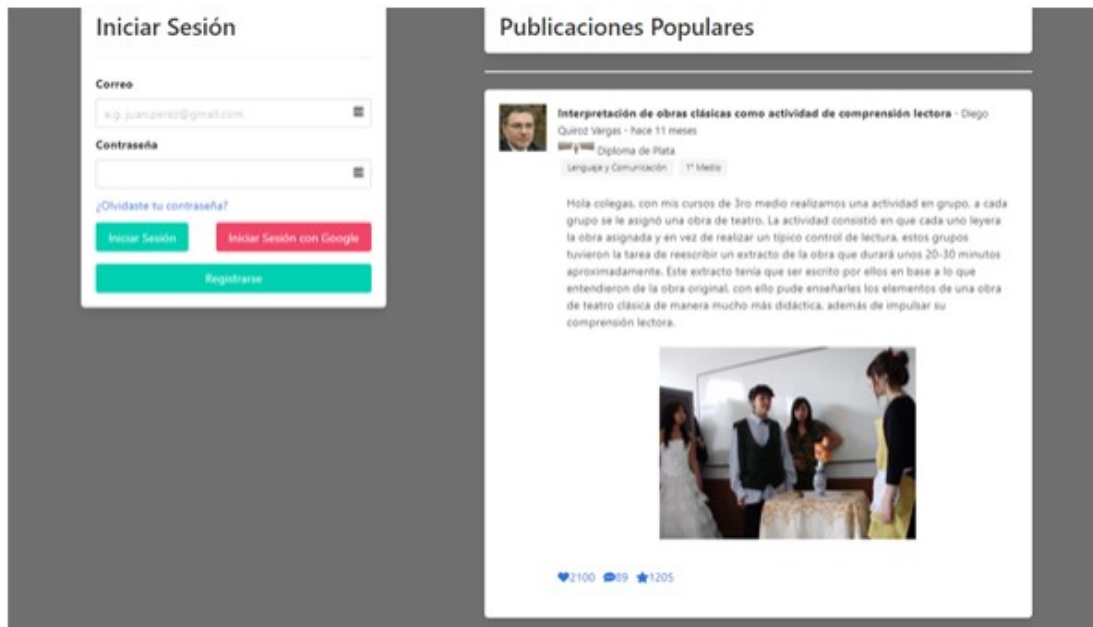 Iniciar Sesión
Correo
e.g. juan.perez@gmail.com
Contraseña
¿Olvidaste tu contraseña?
Iniciar Sesión
Iniciar Sesión con Google
Registrarse
Publicaciones Populares
Interpretación de obras clásicas como actividad de comprensión lectora - Diego
Quiroz Vargas - hace 11 meses
Diploma de Plata
Lenguaje y Comunicación 1° Medio
Hola colegas, con mis cursos de 3ro medio realizamos una actividad en grupo, a cada
grupo se le asignó una obra de teatro. La actividad consistió en que cada uno leyera
la obra asignada y en vez de realizar un típico control de lectura, estos grupos
tuvieron la tarea de reescribir un extracto de la obra que durará unos 20-30 minutos
aproximadamente. Este extracto tenía que ser escrito por ellos en base a lo que
entendieron de la obra original, con ello pude enseñarles los elementos de una obra
de teatro clásica de manera mucho más didáctica, además de impulsar su
comprensión lectora.
2100 89 1205